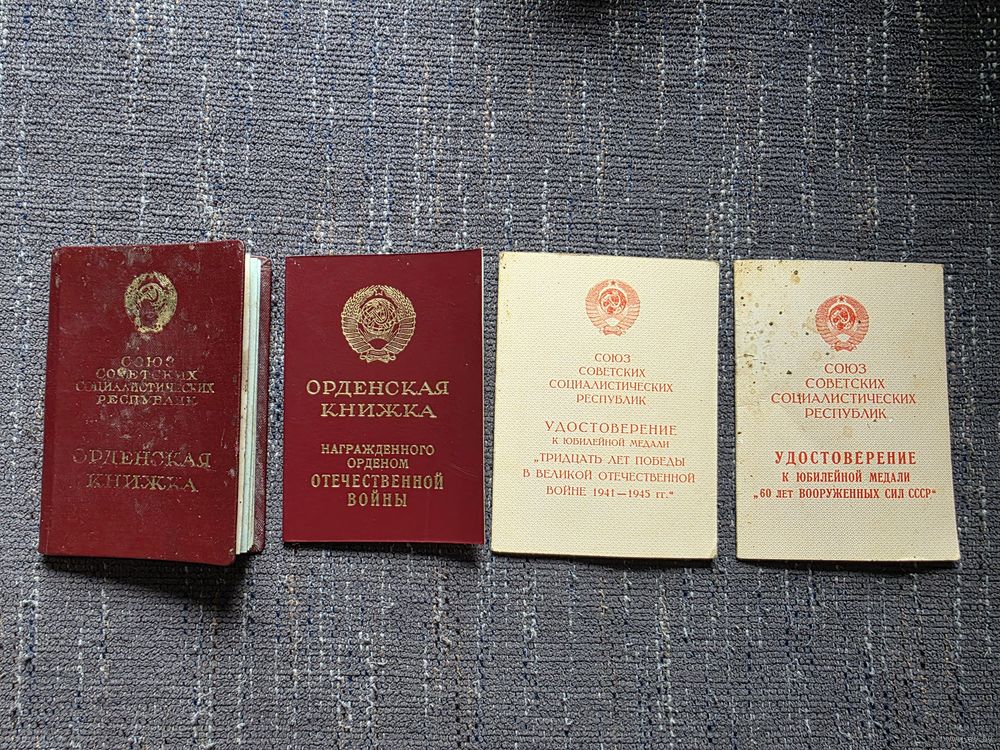 СОЮЗ
СОВЕТСКИХ
СОЦИАЛИСТИЧЕСКИХ
РЕСПУБЛИК
ОРДЕНСКАЯ
КНИЖКА
ОРДЕНСКАЯ
КНИЖКА
НАГРАЖДЕННОГО
ОРДЕНОМ
ОТЕЧЕСТВЕННОЙ
ВОЙНЫ
СОЮЗ
СОВЕТСКИХ
СОЦИАЛИСТИЧЕСКИХ
РЕСПУБЛИК
УДОСТОВЕРЕНИЕ
К ЮБИЛЕЙНОЙ МЕДАЛИ
„ТРИДЦАТЬ ЛЕТ ПОБЕДЫ
В ВЕЛИКОЙ ОТЕЧЕСТВЕННОЙ
ВОЙНЕ 1941—1945 гг.“
СОЮЗ
СОВЕТСКИХ
СОЦИАЛИСТИЧЕСКИХ
РЕСПУБЛИК
УДОСТОВЕРЕНИЕ
К ЮБИЛЕЙНОЙ МЕДАЛИ
„60 ЛЕТ ВООРУЖЕННЫХ СИЛ СССР“